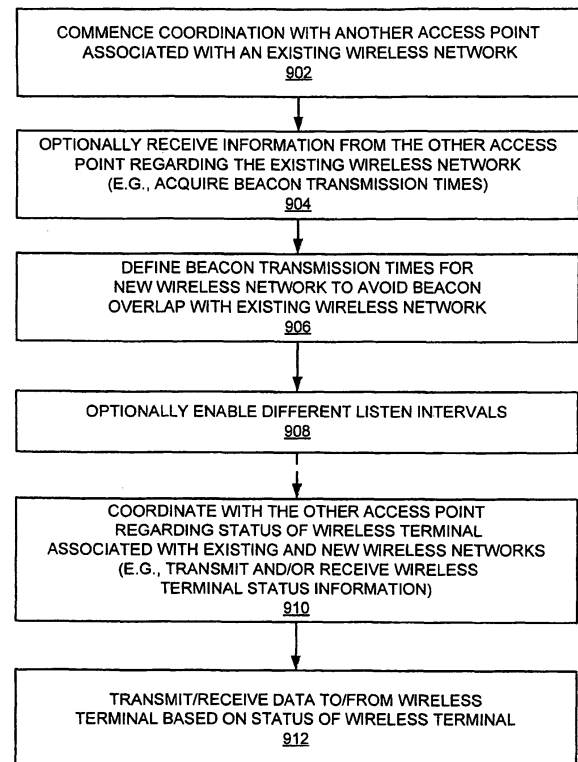 COMMENCE COORDINATION WITH ANOTHER ACCESS POINT
ASSOCIATED WITH AN EXISTING WIRELESS NETWORK
902
OPTIONALLY RECEIVE INFORMATION FROM THE OTHER ACCESS
POINT REGARDING THE EXISTING WIRELESS NETWORK
(E.G., ACQUIRE BEACON TRANSMISSION TIMES)
904
DEFINE BEACON TRANSMISSION TIMES FOR
NEW WIRELESS NETWORK TO AVOID BEACON
OVERLAP WITH EXISTING WIRELESS NETWORK
906
OPTIONALLY ENABLE DIFFERENT LISTEN INTERVALS
908
COORDINATE WITH THE OTHER ACCESS POINT
REGARDING STATUS OF WIRELESS TERMINAL
ASSOCIATED WITH EXISTING AND NEW WIRELESS NETWORKS
(E.G., TRANSMIT AND/OR RECEIVE WIRELESS
TERMINAL STATUS INFORMATION)
910
TRANSMIT/RECEIVE DATA TO/FROM WIRELESS
TERMINAL BASED ON STATUS OF WIRELESS TERMINAL
912